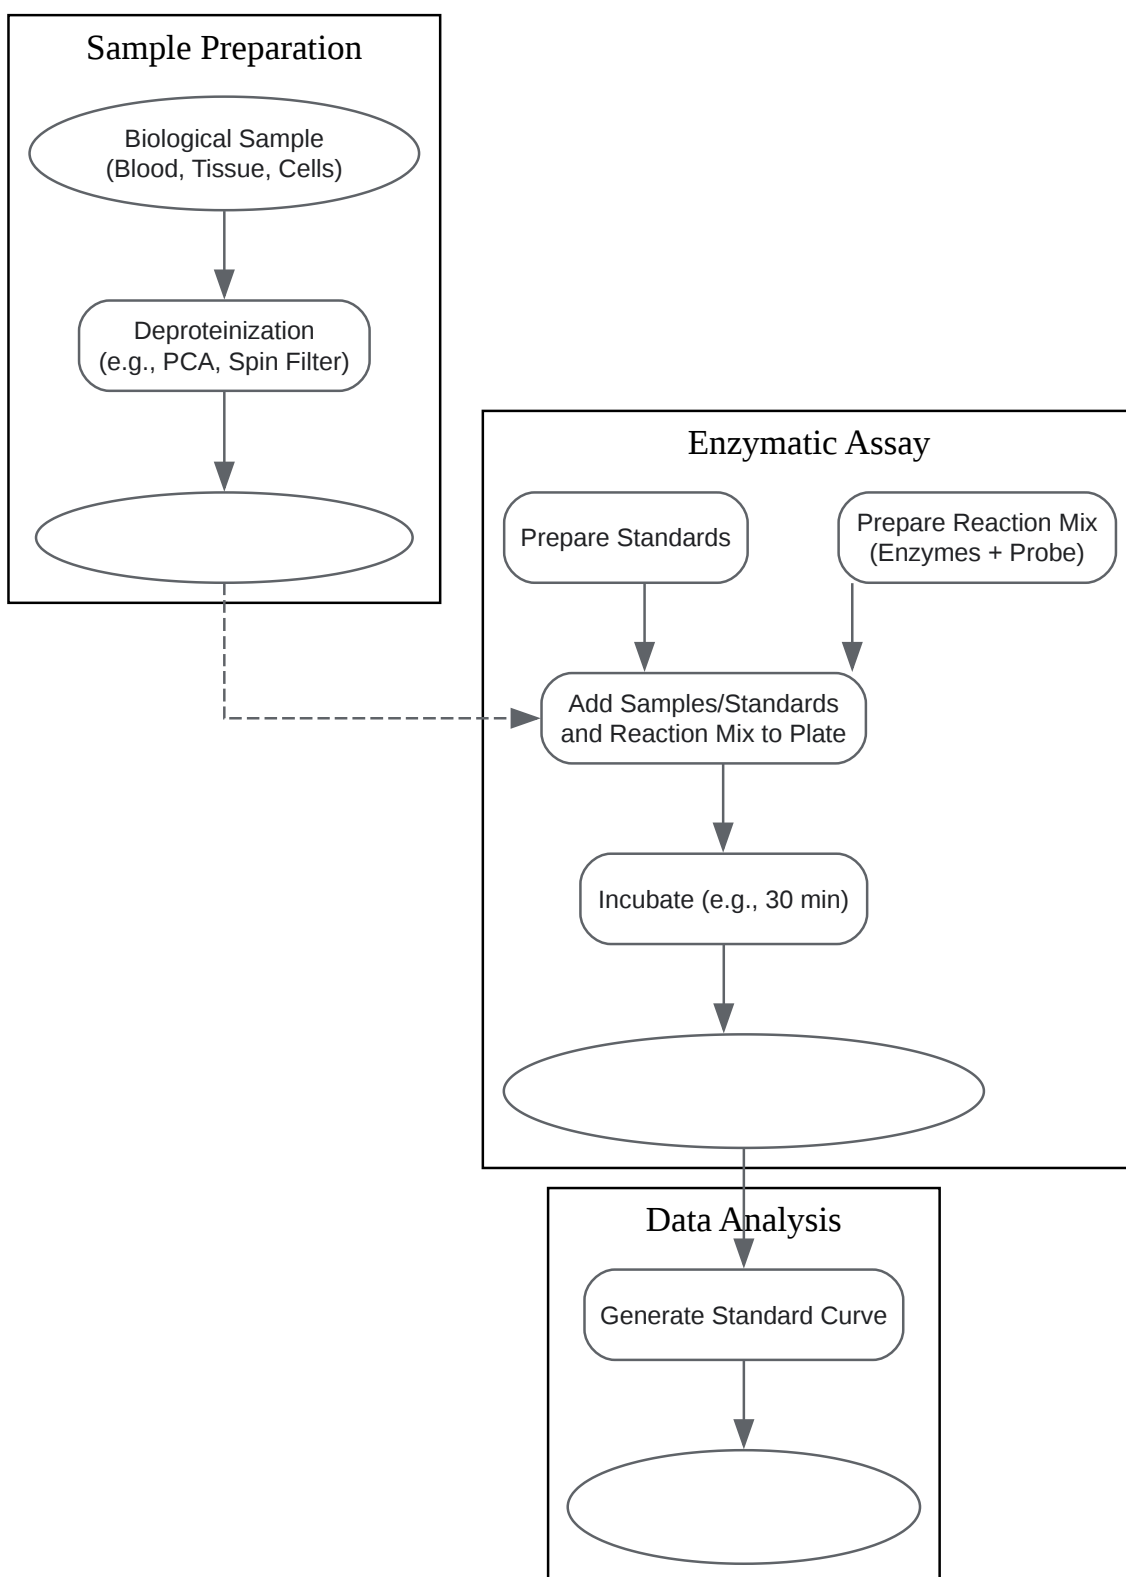 Sample Preparation
Biological Sample
(Blood, Tissue, Cells)
Deproteinization
(e.g., PCA, Spin Filter)
Enzymatic Assay
Prepare Standards
Prepare Reaction Mix
(Enzymes + Probe)
Add Samples/Standards
and Reaction Mix to Plate
Incubate (e.g., 30 min)
Data Analysis
Generate Standard Curve